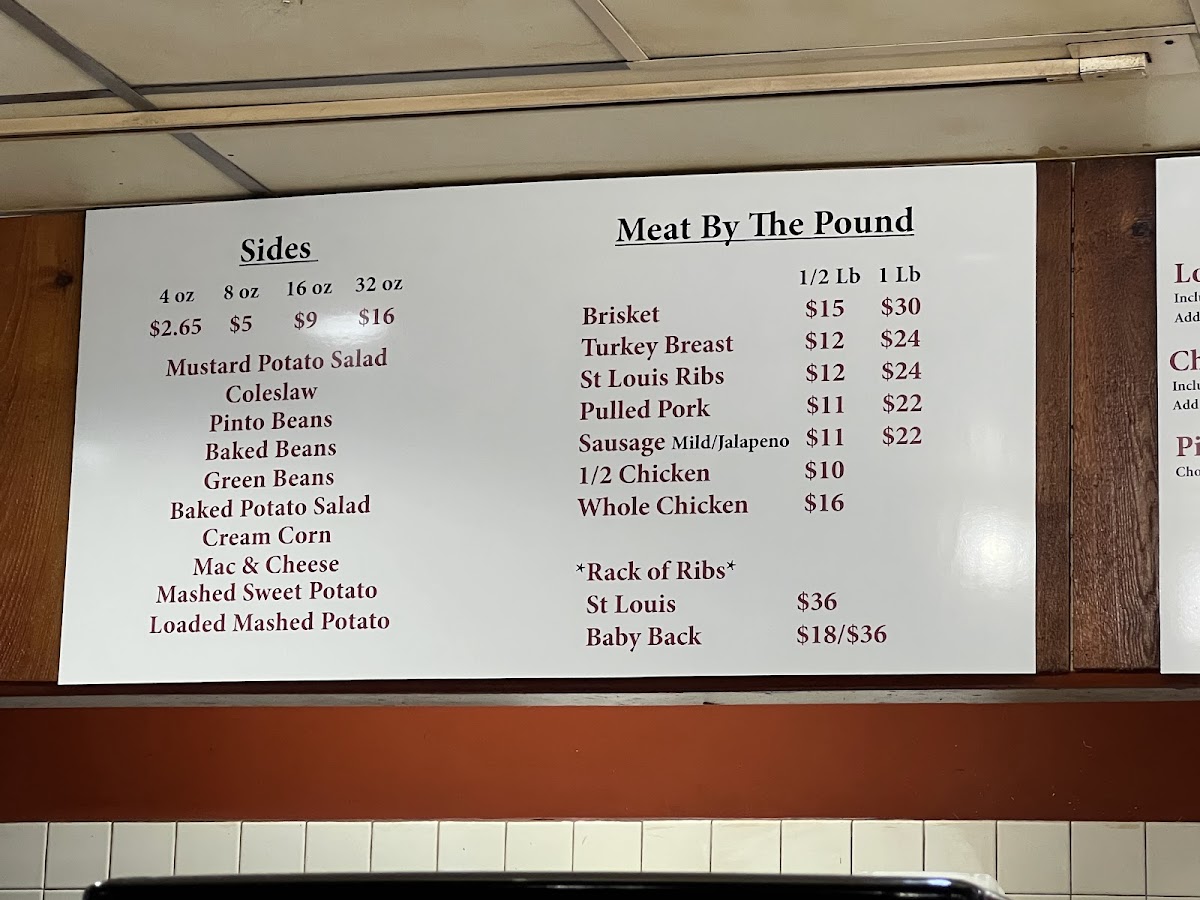 Sides
4 oz 8 oz 16 oz 32 oz
$2.65 $5 $9 $16
Mustard Potato Salad
Coleslaw
Pinto Beans
Baked Beans
Green Beans
Baked Potato Salad
Cream Corn
Mac & Cheese
Mashed Sweet Potato
Loaded Mashed Potato
Meat By The Pound
1/2 Lb 1 Lb
Brisket $15 $30
Turkey Breast $12 $24
St Louis Ribs $12 $24
Pulled Pork $11 $22
Sausage Mild/Jalapeno $11 $22
1/2 Chicken $10
Whole Chicken $16
*Rack of Ribs*
St Louis $36
Baby Back $18/$36
Add
Add